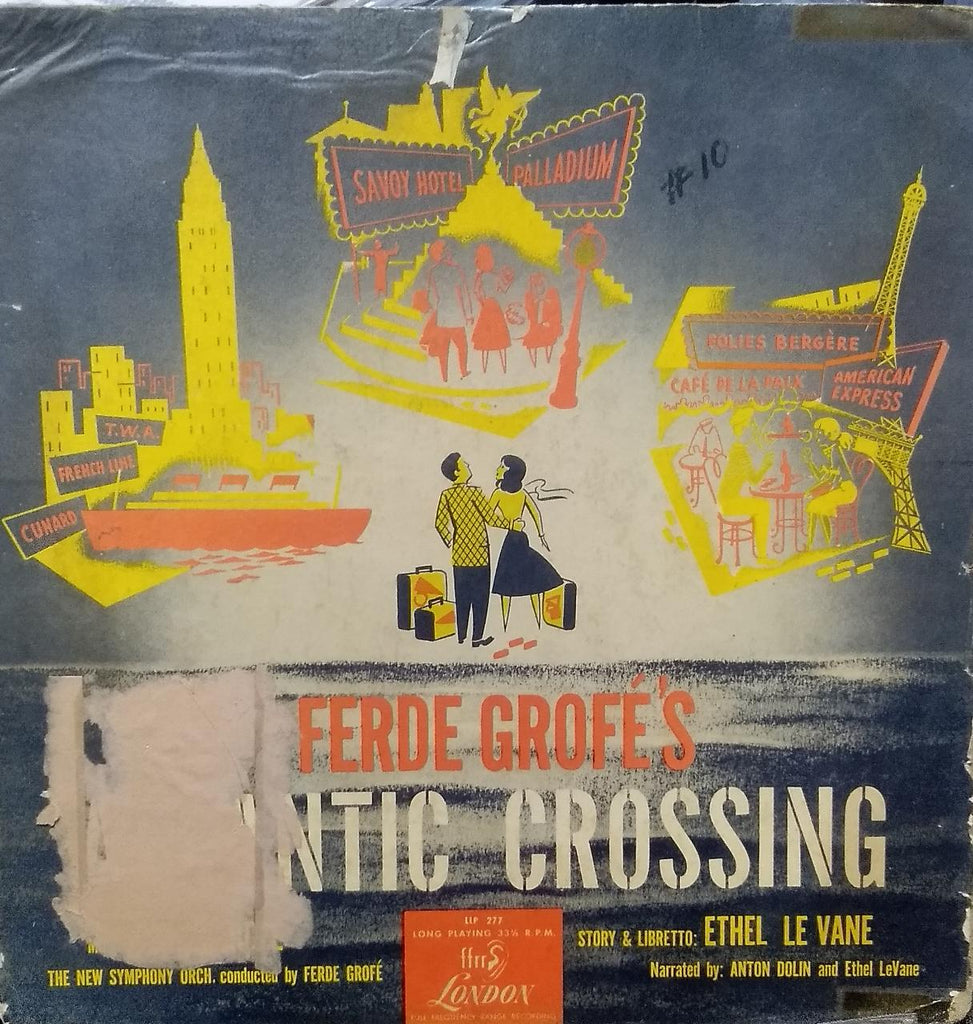 SAVOY HOTEL
PALLADIUM
# 10
FOLIES BERGÈRE
CAFÉ DE LA PAIX
AMERICAN
EXPRESS
T.W.A.
FRENCH LINE
CUNARD
FERDE GROFÉ'S
NTIC CROSSING
THE NEW SYMPHONY ORCH. conducted by FERDE GROFÉ
LLP 277
LONG PLAYING 33⅓ R.P.M.
ffrr
LONDON
FULL FREQUENCY RANGE RECORDING
STORY & LIBRETTO: ETHEL LE VANE
Narrated by: ANTON DOLIN and Ethel LeVane